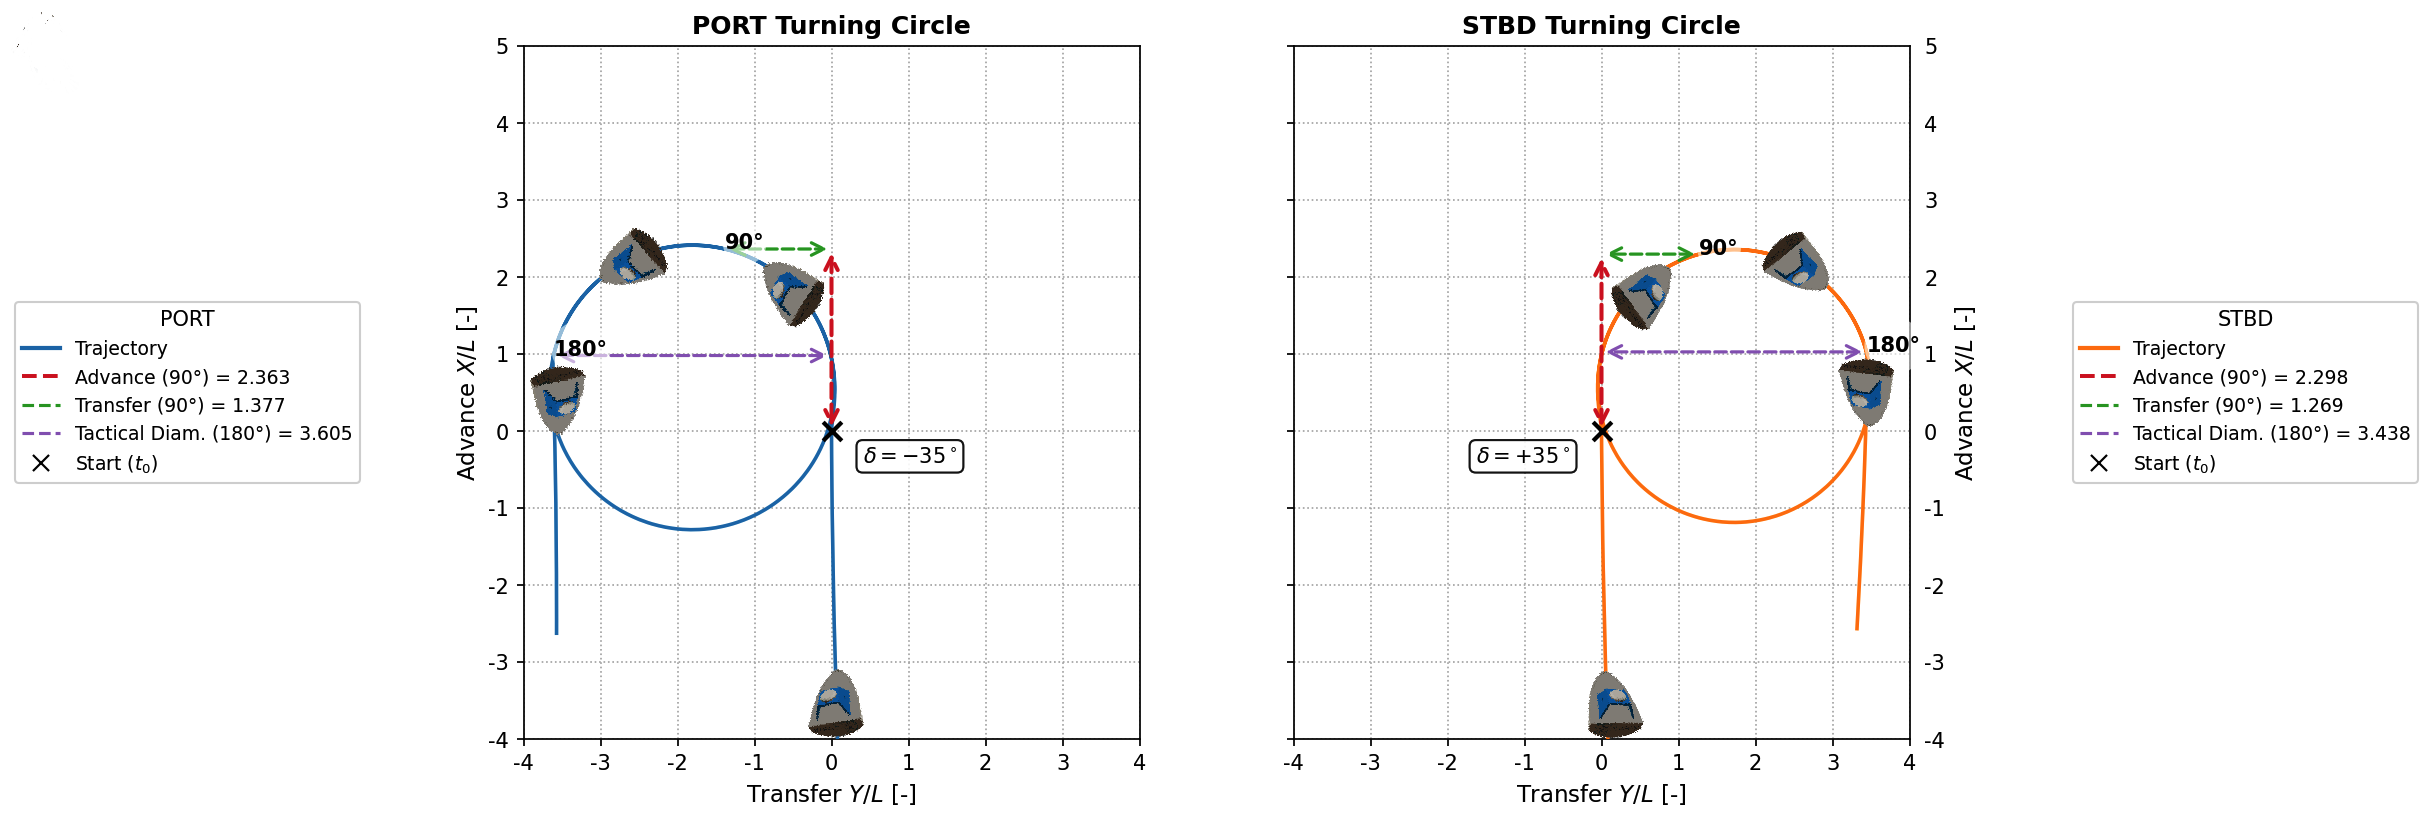 PORT Turning Circle
STBD Turning Circle
PORT
Trajectory
Advance (90°) = 2.363
Transfer (90°) = 1.377
Tactical Diam. (180°) = 3.605
Start (t₀)
Advance X/L [-]
5
4
3
2
1
0
-1
-2
-3
-4
90°
180°
δ = −35°
-4
-3
-2
-1
0
1
2
3
4
Transfer Y/L [-]
90°
180°
δ = +35°
-4
-3
-2
-1
0
1
2
3
4
Transfer Y/L [-]
5
4
3
2
1
0
-1
-2
-3
-4
Advance X/L [-]
STBD
Trajectory
Advance (90°) = 2.298
Transfer (90°) = 1.269
Tactical Diam. (180°) = 3.438
Start (t₀)